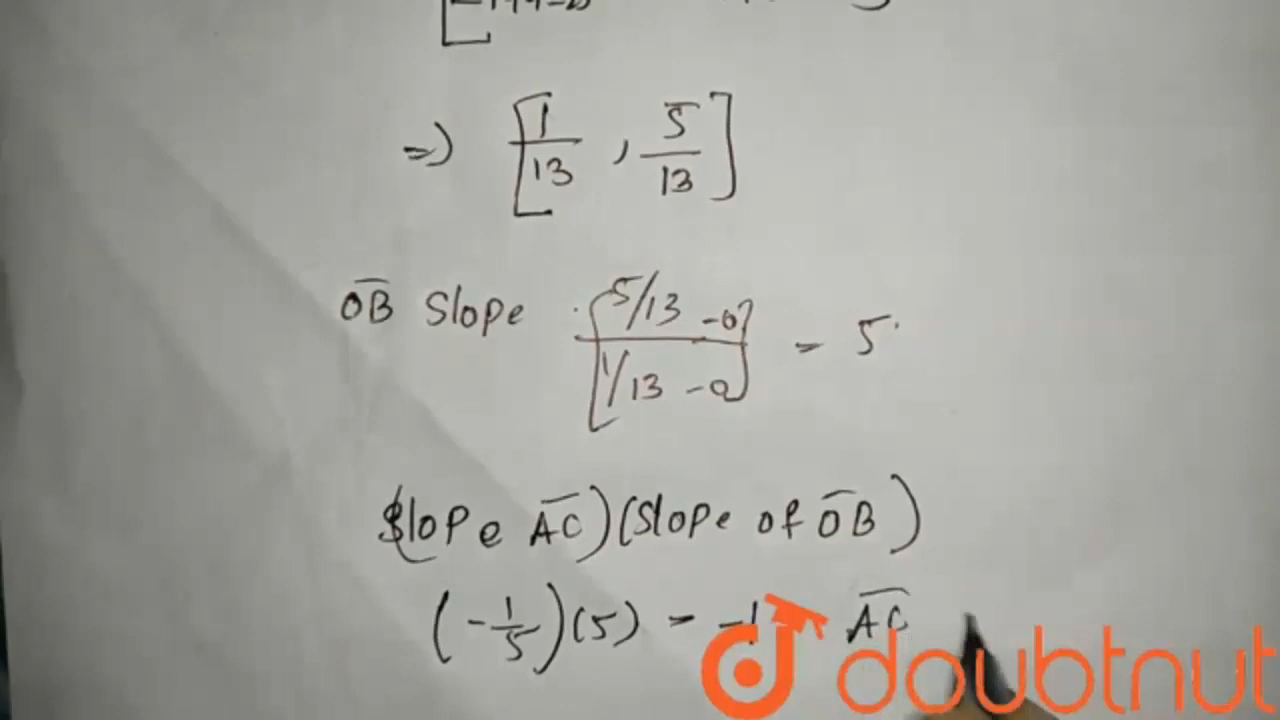 => [1/13 , 5/13]
OB Slope [5/13 -0 / 1/13 -0] = 5
(Slope AC)(Slope of OB)
(-1/5)(5) = -1 AC
doubtnut